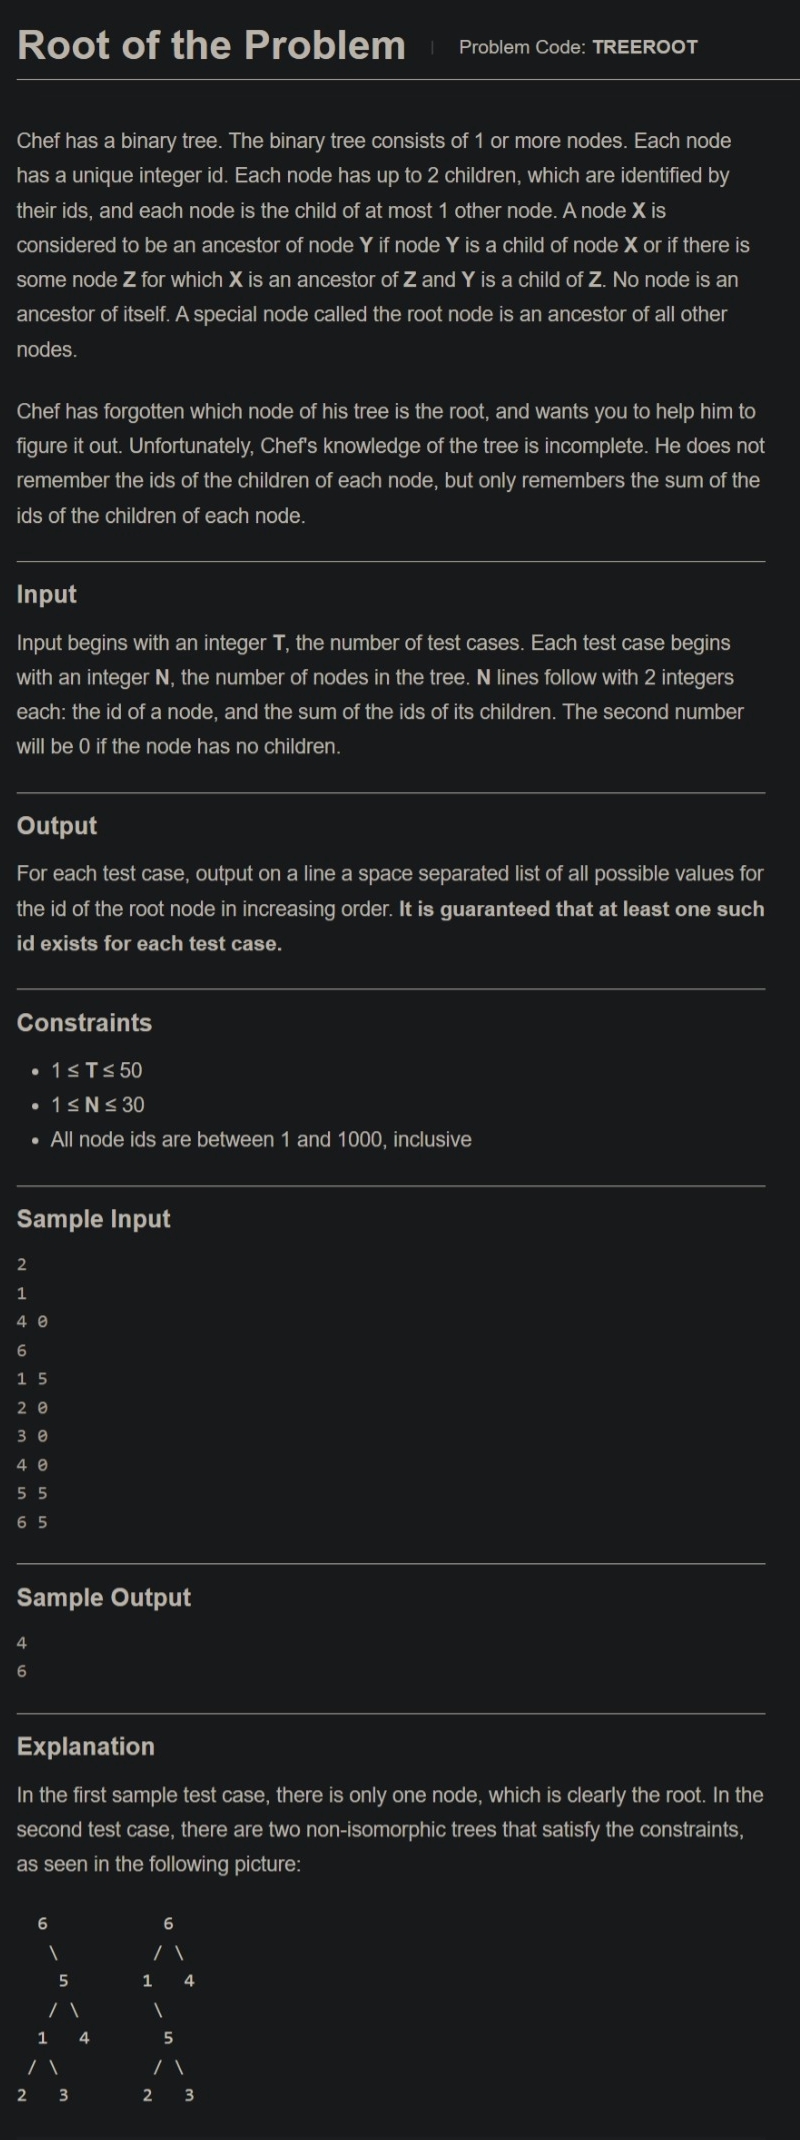 Root of the Problem | Problem Code: TREEROOT
Chef has a binary tree. The binary tree consists of 1 or more nodes. Each node
has a unique integer id. Each node has up to 2 children, which are identified by
their ids, and each node is the child of at most 1 other node. A node X is
considered to be an ancestor of node Y if node Y is a child of node X or if there is
some node Z for which X is an ancestor of Z and Y is a child of Z. No node is an
ancestor of itself. A special node called the root node is an ancestor of all other
nodes.
Chef has forgotten which node of his tree is the root, and wants you to help him to
figure it out. Unfortunately, Chef's knowledge of the tree is incomplete. He does not
remember the ids of the children of each node, but only remembers the sum of the
ids of the children of each node.
Input
Input begins with an integer T, the number of test cases. Each test case begins
with an integer N, the number of nodes in the tree. N lines follow with 2 integers
each: the id of a node, and the sum of the ids of its children. The second number
will be 0 if the node has no children.
Output
For each test case, output on a line a space separated list of all possible values for
the id of the root node in increasing order. It is guaranteed that at least one such
id exists for each test case.
Constraints
• 1 ≤ T ≤ 50
• 1 ≤ N ≤ 30
• All node ids are between 1 and 1000, inclusive
Sample Input
2
1
4 0
6
1 5
2 0
3 0
4 0
5 5
6 5
Sample Output
4
6
Explanation
In the first sample test case, there is only one node, which is clearly the root. In the
second test case, there are two non-isomorphic trees that satisfy the constraints,
as seen in the following picture:
6 6
\ / \
5 1 4
/ \ \
1 4 5
/ \ / \
2 3 2 3